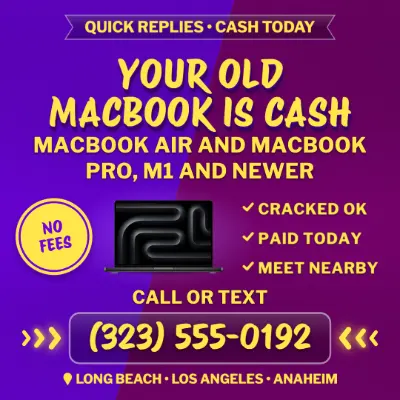 QUICK REPLIES • CASH TODAY
YOUR OLD
MACBOOK IS CASH
MACBOOK AIR AND MACBOOK
PRO, M1 AND NEWER
NO
FEES
CRACKED OK
PAID TODAY
MEET NEARBY
CALL OR TEXT
(323) 555-0192
LONG BEACH • LOS ANGELES • ANAHEIM